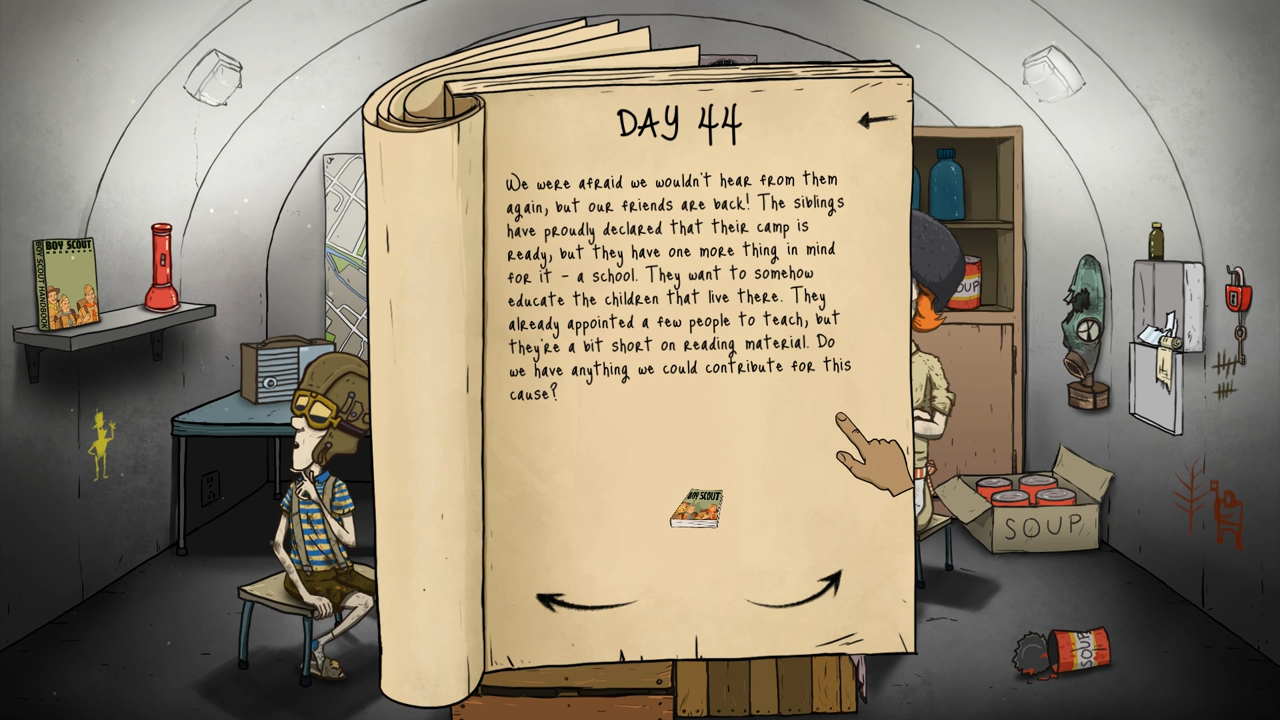 DAY 44
We were afraid we wouldn't hear from them
again, but our friends are back! The siblings
have proudly declared that their camp is
ready, but they have one more thing in mind
for it - a school. They want to somehow
educate the children that live there. They
already appointed a few people to teach, but
they're a bit short on reading material. Do
we have anything we could contribute for this
cause?
BOY SCOUT
BOY SCOUT
BOY SCOUT HANDBOOK
SOUP
SOUP
SOUP